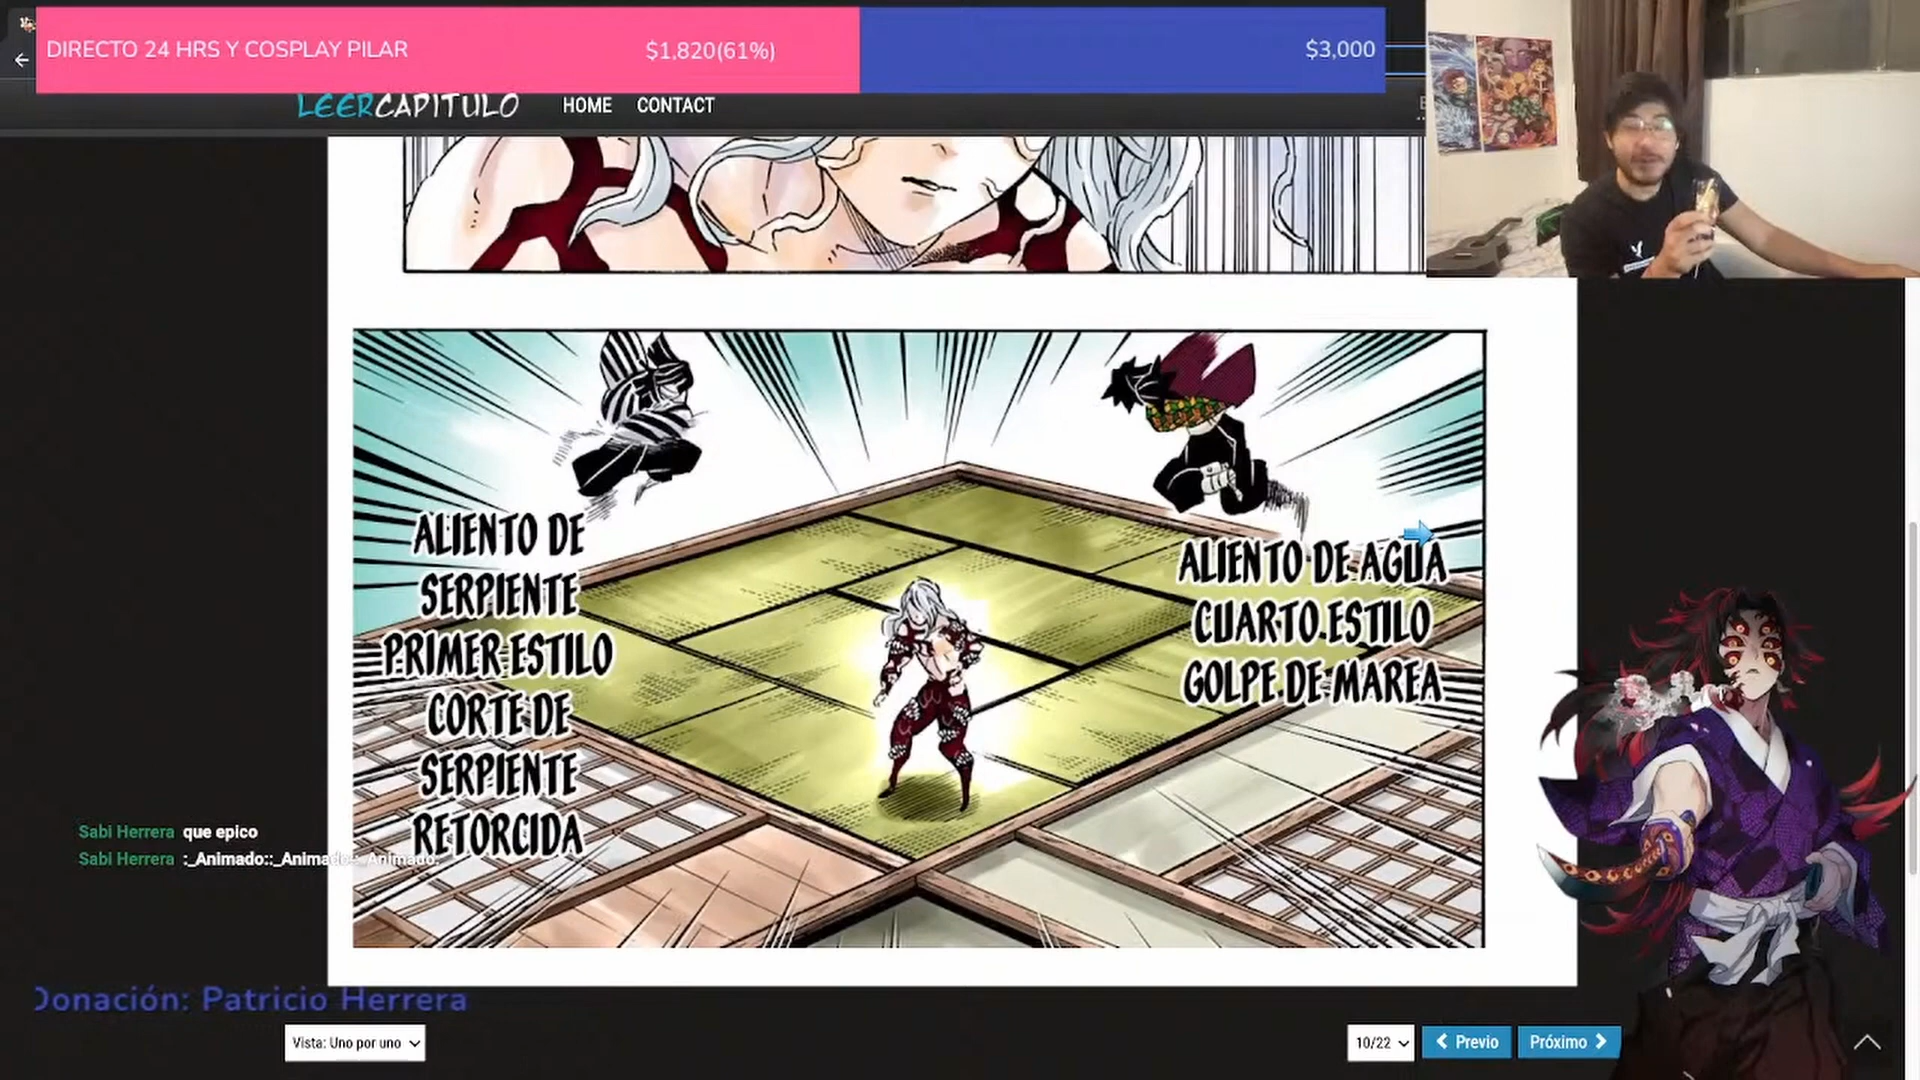 DIRECTO 24 HRS Y COSPLAY PILAR
$1,820(61%)
$3,000
LEERCAPITULO
HOME
CONTACT
ALIENTO DE
SERPIENTE
PRIMER ESTILO
CORTE DE
SERPIENTE
RETORCIDA
ALIENTO DE AGUA
CUARTO ESTILO
GOLPE DE MAREA
Sabi Herrera que epico
Sabi Herrera :_Animado::_Animado::_Animado:
Donación: Patricio Herrera
Vista: Uno por uno
10/22
Previo
Próximo